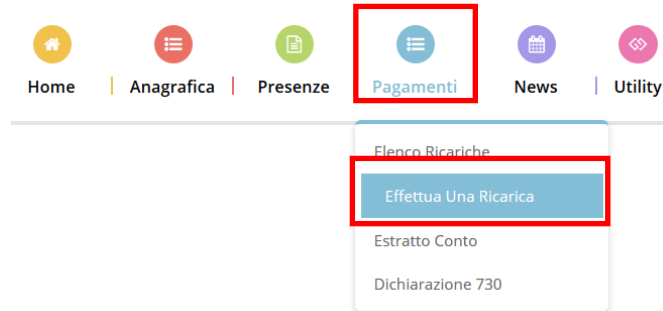 Home Anagrafica Presenze Pagamenti News Utility
Elenco Ricariche
Effettua Una Ricarica
Estratto Conto
Dichiarazione 730